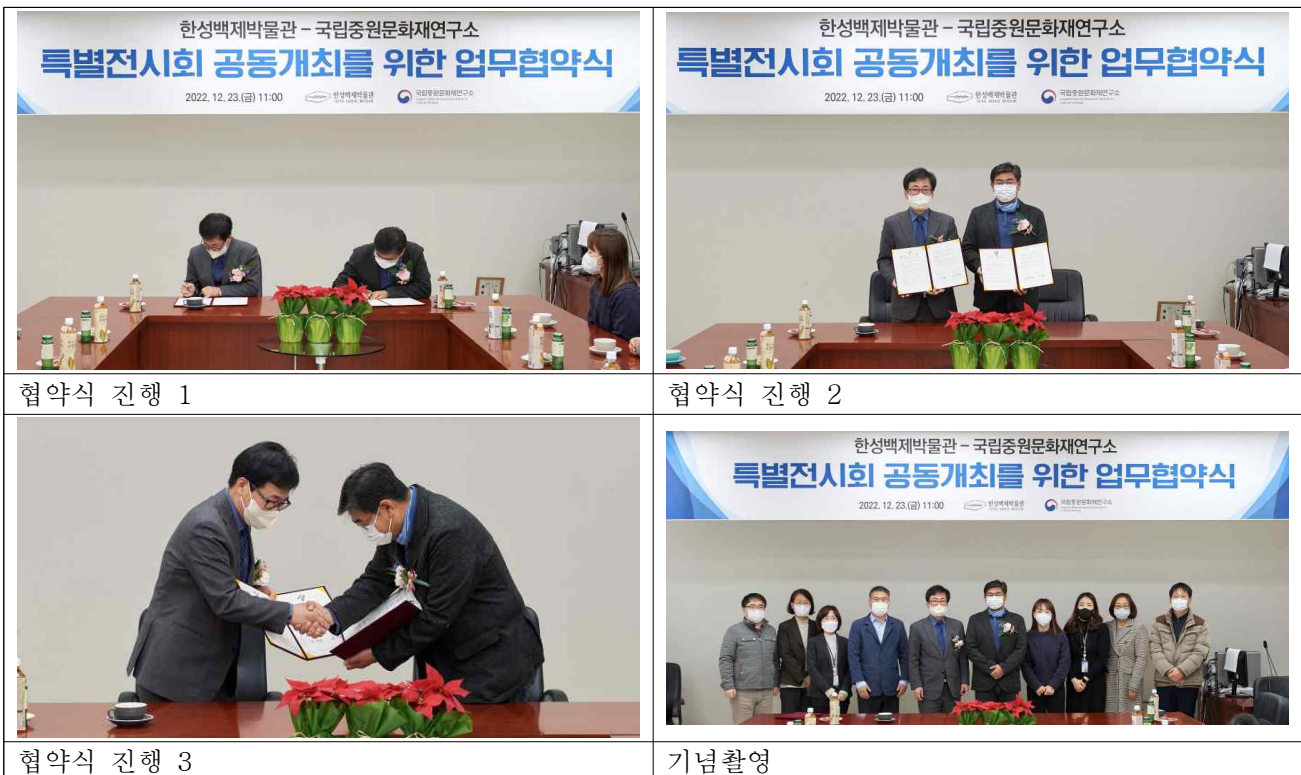 한성백제박물관 – 국립중원문화재연구소
특별전시회 공동개최를 위한 업무협약식
2022. 12. 23.(금) 11:00 한성백제박물관 국립중원문화재연구소
한성백제박물관 – 국립중원문화재연구소
특별전시회 공동개최를 위한 업무협약식
2022. 12. 23.(금) 11:00 한성백제박물관 국립중원문화재연구소
협약식 진행 1
협약식 진행 2
한성백제박물관 – 국립중원문화재연구소
특별전시회 공동개최를 위한 업무협약식
2022. 12. 23.(금) 11:00 한성백제박물관 국립중원문화재연구소
협약식 진행 3
기념촬영